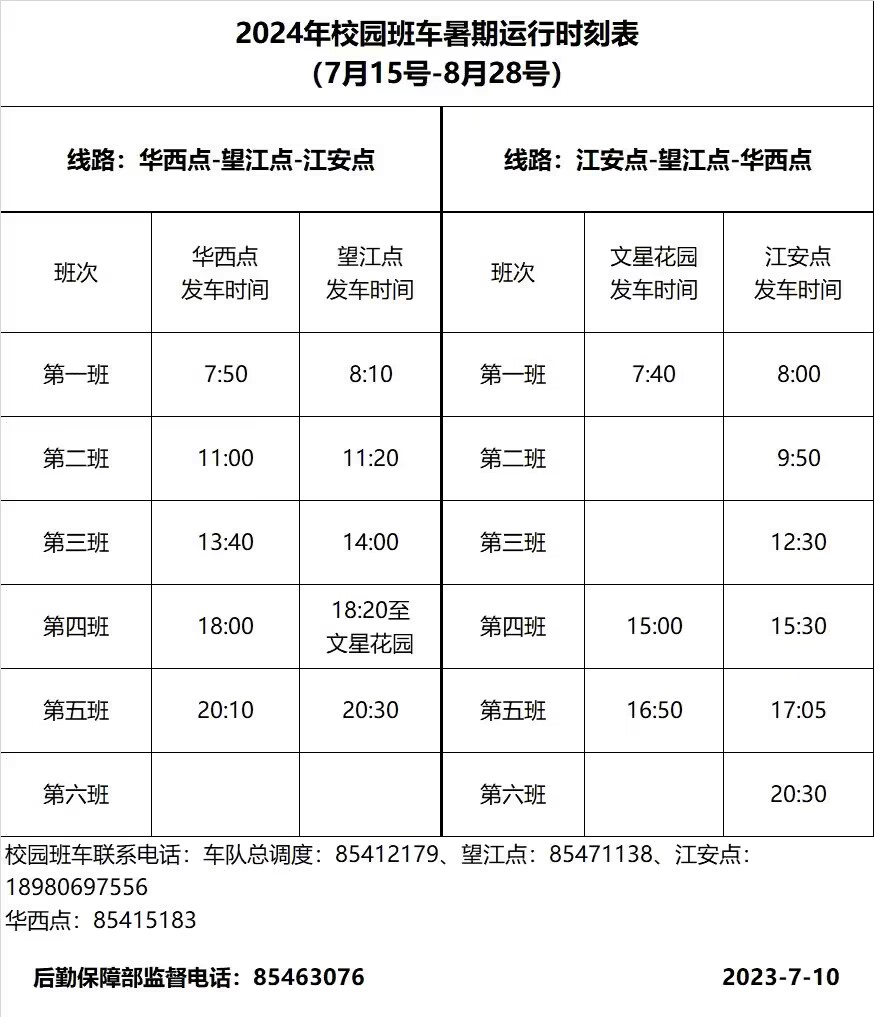 2024年校园班车暑期运行时刻表
（7月15号-8月28号）
线路：华西点-望江点-江安点
线路：江安点-望江点-华西点
班次
华西点
发车时间
望江点
发车时间
班次
文星花园
发车时间
江安点
发车时间
第一班 7:50 8:10 第一班 7:40 8:00
第二班 11:00 11:20 第二班 9:50
第三班 13:40 14:00 第三班 12:30
第四班 18:00 18:20至
文星花园
第四班 15:00 15:30
第五班 20:10 20:30 第五班 16:50 17:05
第六班 第六班 20:30
校园班车联系电话：车队总调度：85412179、望江点：85471138、江安点：
18980697556
华西点：85415183
后勤保障部监督电话：85463076 2023-7-10